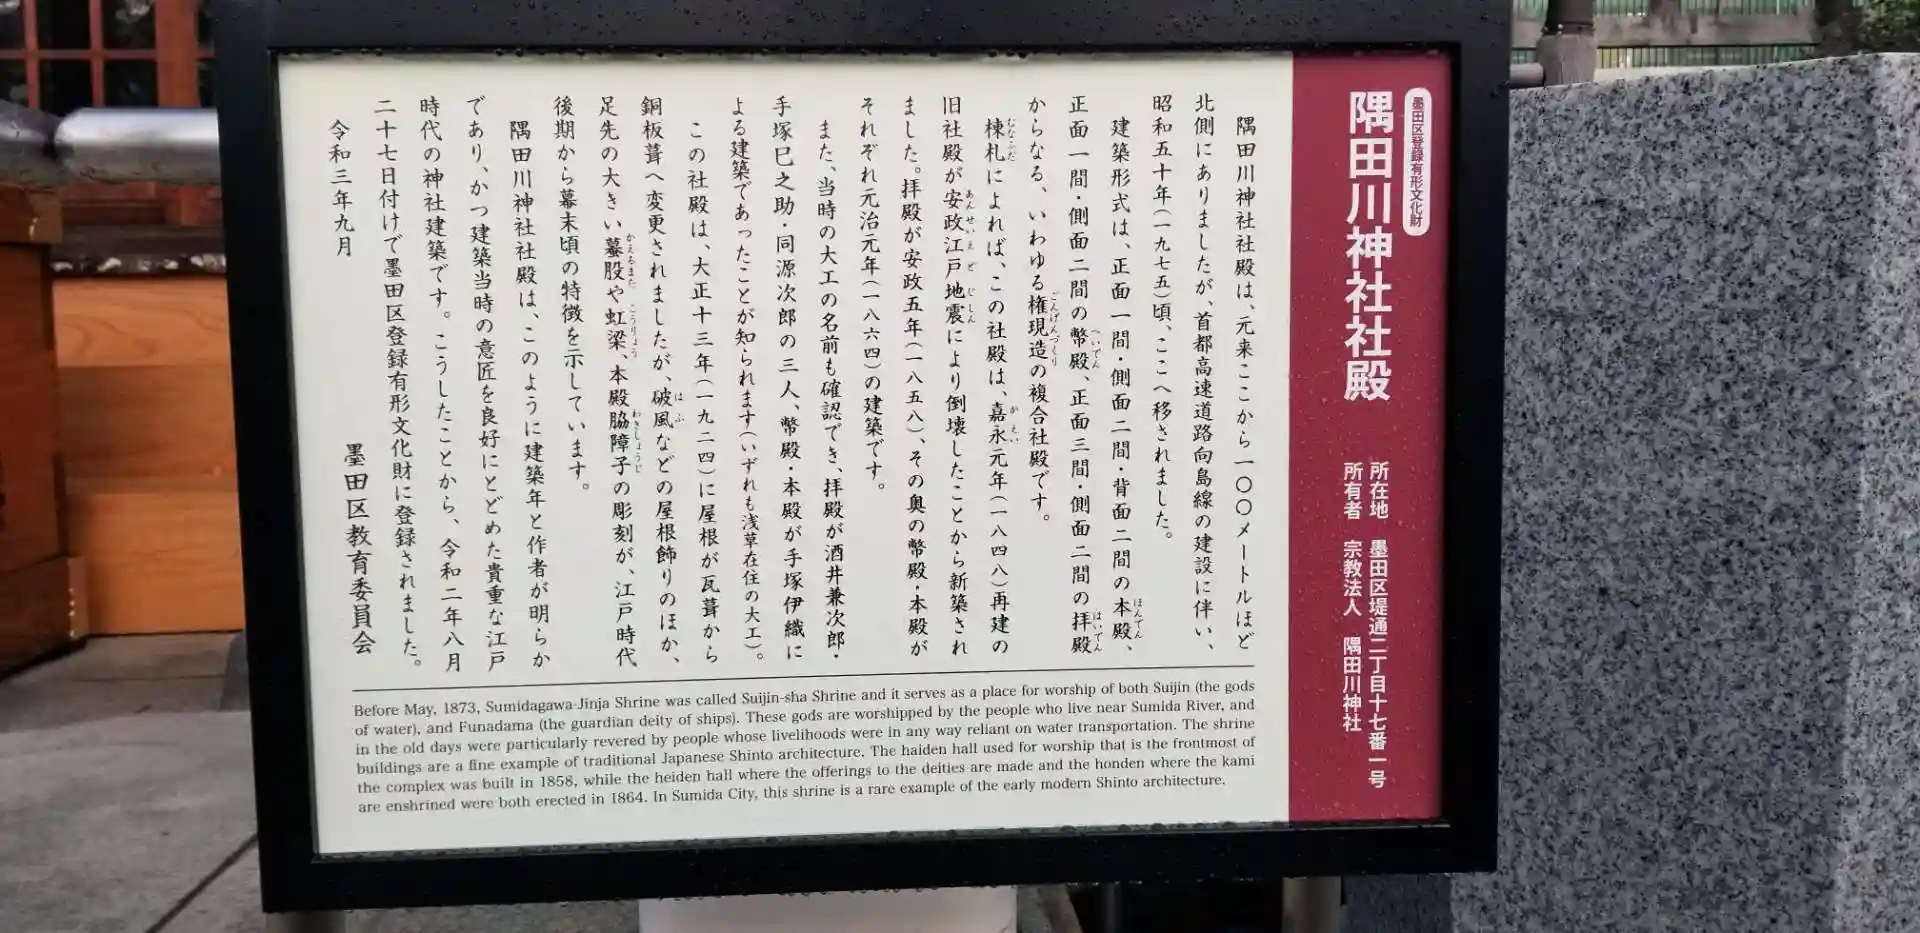 墨田区登録有形文化財
隅田川神社社殿
所在地 墨田区堤通二丁目十七番一号
所有者 宗教法人 隅田川神社
隅田川神社社殿は、元来ここから一〇〇メートルほど
北側にありましたが、首都高速道路向島線の建設に伴い、
昭和五十年(一九七五)頃、ここへ移されました。
建築形式は、正面一間・側面二間・背面二間の本殿、
正面一間・側面二間の幣殿、正面三間・側面二間の拝殿
からなる、いわゆる権現造の複合社殿です。
棟札によれば、この社殿は、嘉永元年(一八四八)再建の
旧社殿が安政江戸地震により倒壊したことから新築され
ました。拝殿が安政五年(一八五八)、その奥の幣殿・本殿が
それぞれ元治元年(一八六四)の建築です。
また、当時の大工の名前も確認でき、拝殿が酒井兼次郎・
手塚巳之助・同源次郎の三人、幣殿・本殿が手塚伊織に
よる建築であったことが知られます(いずれも浅草在住の大工)。
この社殿は、大正十三年(一九二四)に屋根が瓦葺から
銅板葺へ変更されましたが、破風などの屋根飾りのほか、
足先の大きい蟇股や虹梁、本殿脇障子の彫刻が、江戸時代
後期から幕末頃の特徴を示しています。
隅田川神社社殿は、このように建築年と作者が明らか
であり、かつ建築当時の意匠を良好にとどめた貴重な江戸
時代の神社建築です。こうしたことから、令和二年八月
二十七日付けで墨田区登録有形文化財に登録されました。
令和三年九月
墨田区教育委員会
Before May, 1873, Sumidagawa-Jinja Shrine was called Suijin-sha Shrine and it serves as a place for worship of both Suijin (the gods
of water), and Funadama (the guardian deity of ships). These gods are worshipped by the people who live near Sumida River, and
in the old days were particularly revered by people whose livelihoods were in any way reliant on water transportation. The shrine
buildings are a fine example of traditional Japanese Shinto architecture. The haiden hall used for worship that is the frontmost of
the complex was built in 1858, while the heiden hall where the offerings to the deities are made and the honden where the kami
are enshrined were both erected in 1864. In Sumida City, this shrine is a rare example of the early modern Shinto architecture.